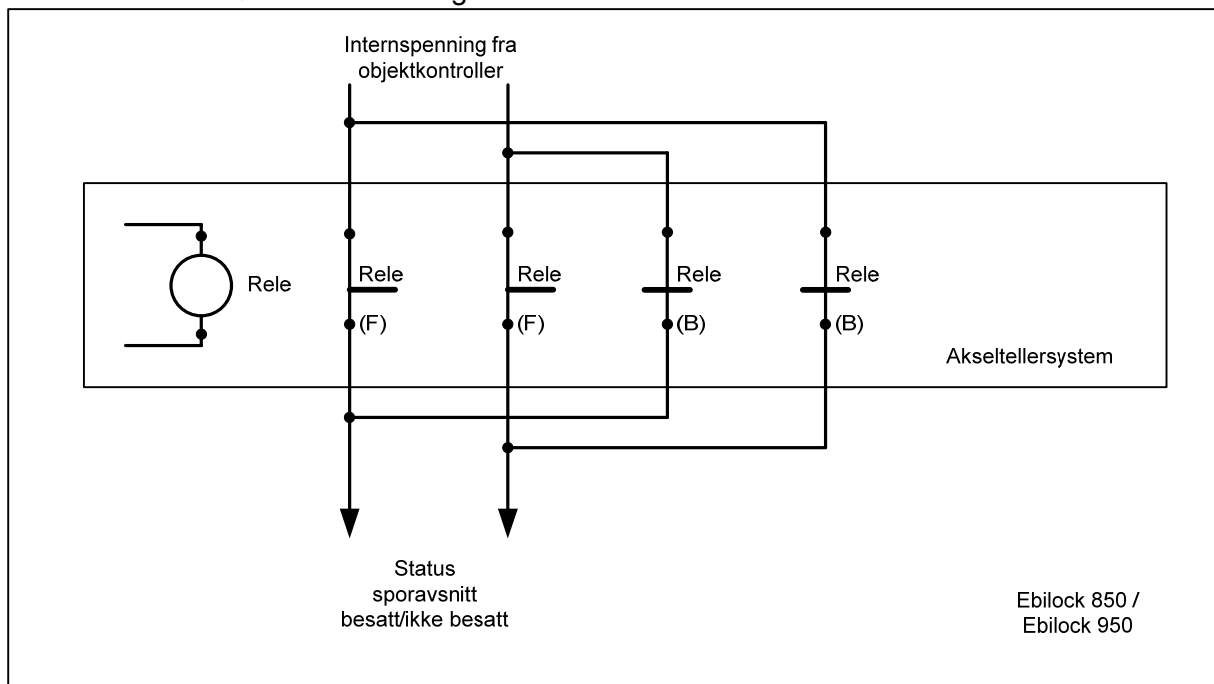 Internspenning fra
objektkontroller
Rele
Rele
Rele
Rele
Rele
(F)
(F)
(B)
(B)
Akseltellersystem
Status
sporavsnitt
besatt/ikke besatt
Ebilock 850 /
Ebilock 950